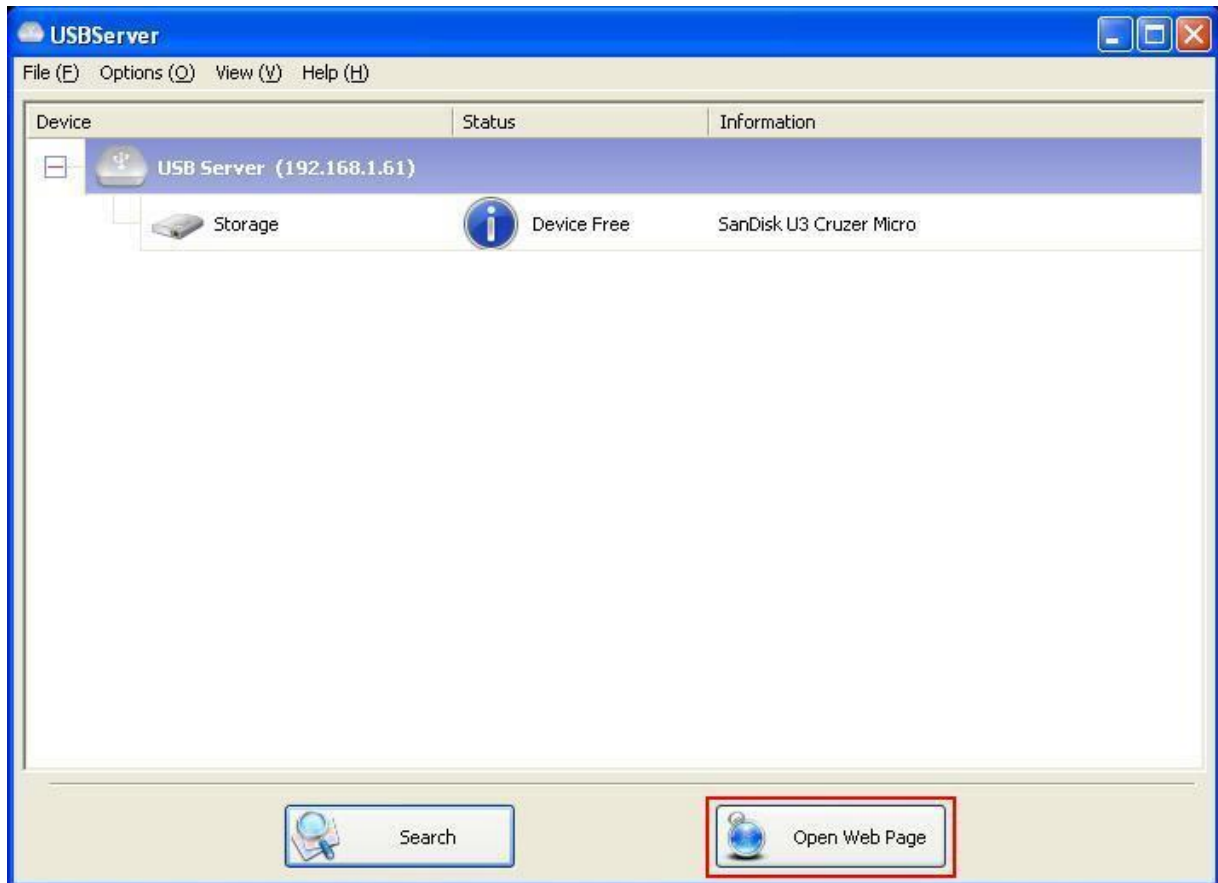 USBServer
File (F) Options (O) View (V) Help (H)
Device Status Information
USB Server (192.168.1.61)
Storage Device Free SanDisk U3 Cruzer Micro
Search Open Web Page